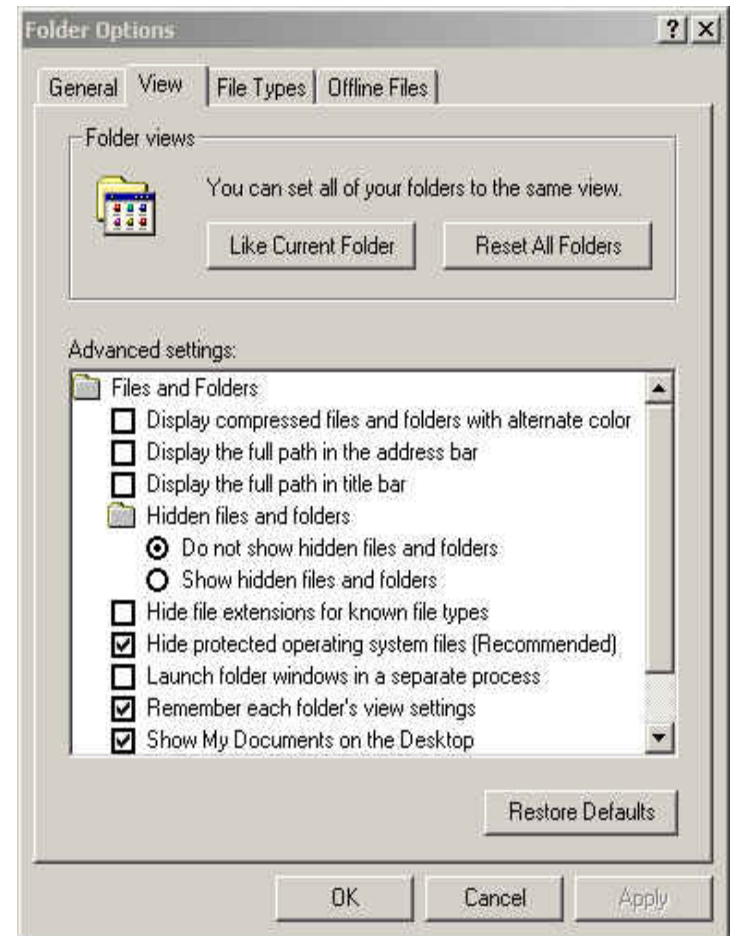 Folder Options
General View File Types Offline Files
Folder views
You can set all of your folders to the same view.
Like Current Folder Reset All Folders
Advanced settings:
Files and Folders
Display compressed files and folders with alternate color
Display the full path in the address bar
Display the full path in title bar
Hidden files and folders
Do not show hidden files and folders
Show hidden files and folders
Hide file extensions for known file types
Hide protected operating system files (Recommended)
Launch folder windows in a separate process
Remember each folder's view settings
Show My Documents on the Desktop
Restore Defaults
OK Cancel Apply